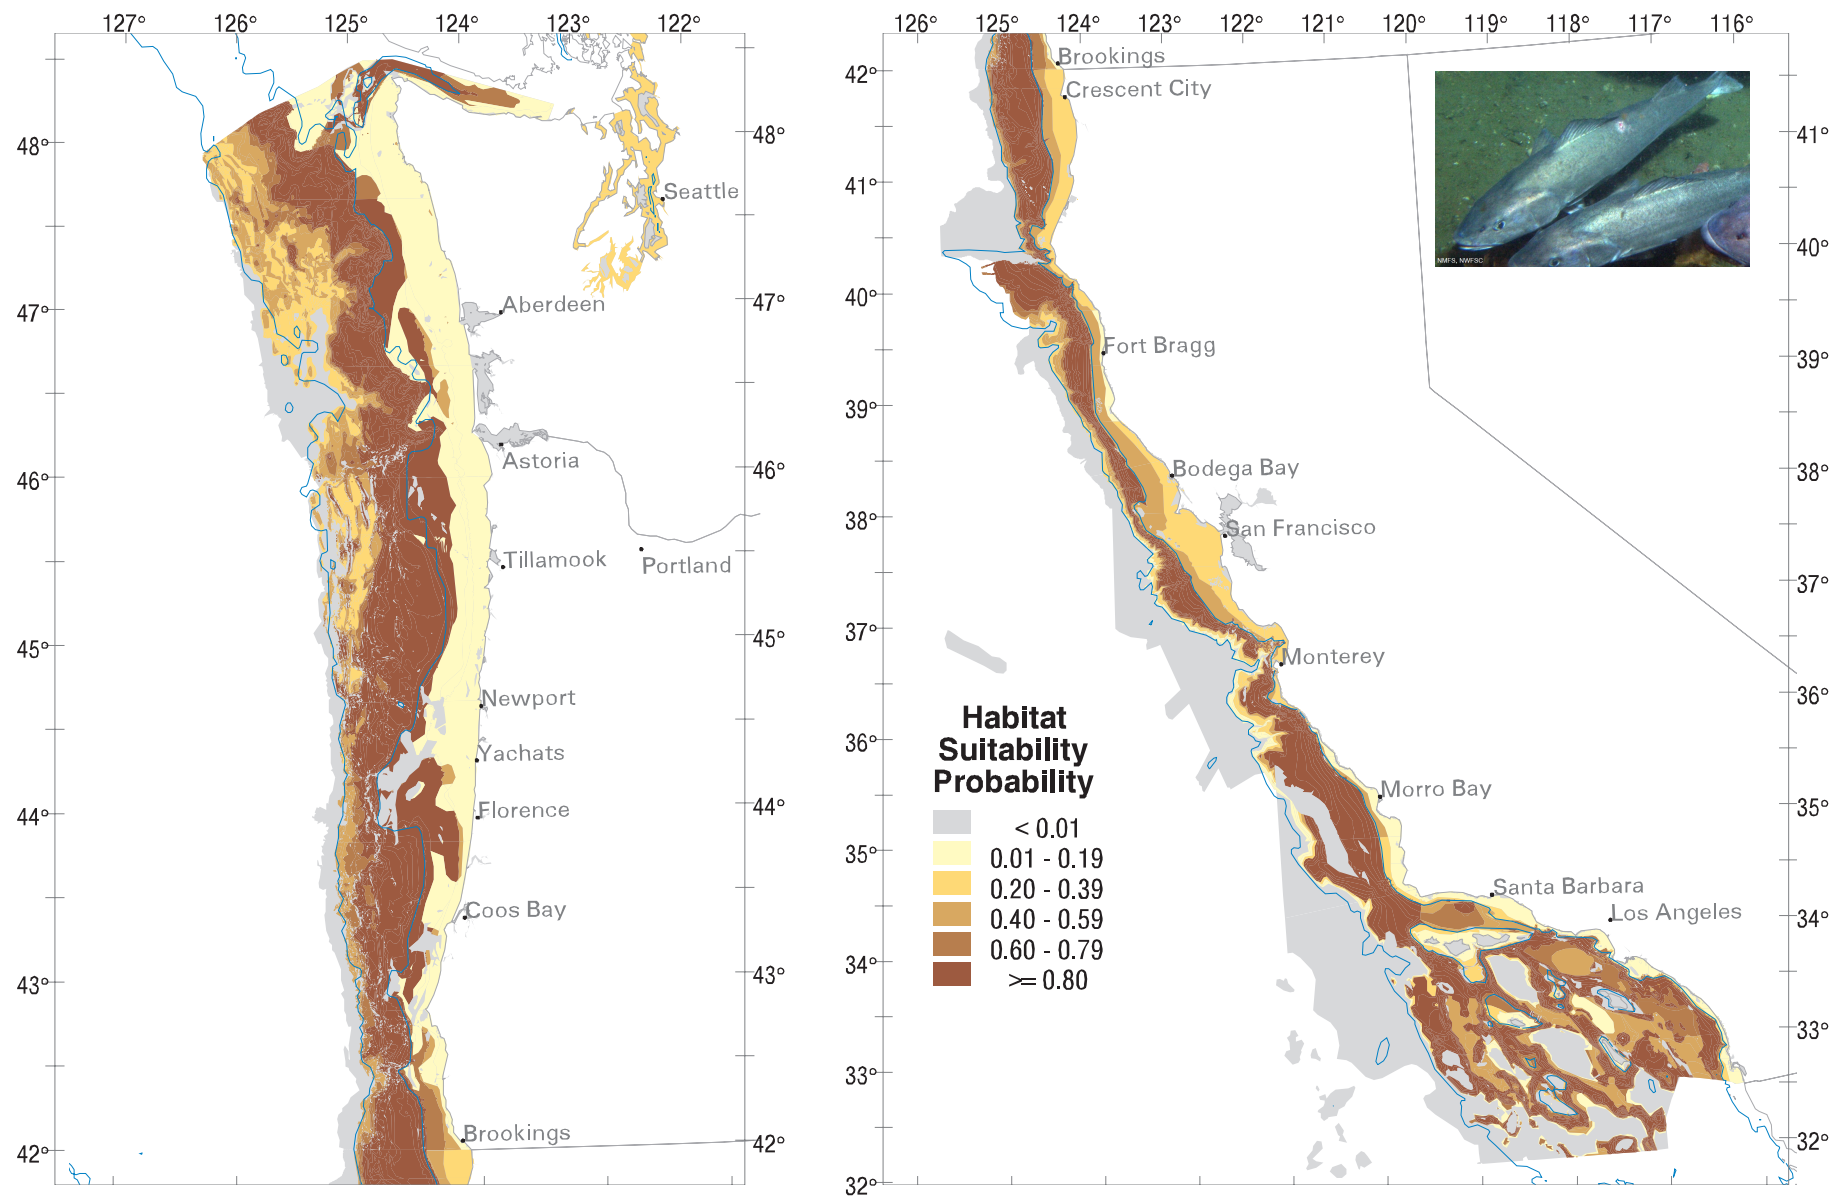 127° 126° 125° 124° 123° 122°
48° 48°
Seattle
47° 47°
Aberdeen
46° 46°
Astoria
Tillamook
Portland
45° 45°
Newport
Yachats
44° 44°
Florence
Coos Bay
43° 43°
Brookings
42° 42°
126° 125° 124° 123° 122° 121° 120° 119° 118° 117° 116°
Brookings
42°
Crescent City
41°
41°
40°
NMFS, NWFSC
40°
Fort Bragg
39°
39°
Bodega Bay
38°
38°
San Francisco
37°
37°
Monterey
36°
36°
Habitat
Suitability
Probability
< 0.01
0.01 - 0.19
0.20 - 0.39
0.40 - 0.59
0.60 - 0.79
>= 0.80
Morro Bay
35°
35°
Santa Barbara
Los Angeles
34°
34°
33°
33°
32°
32°